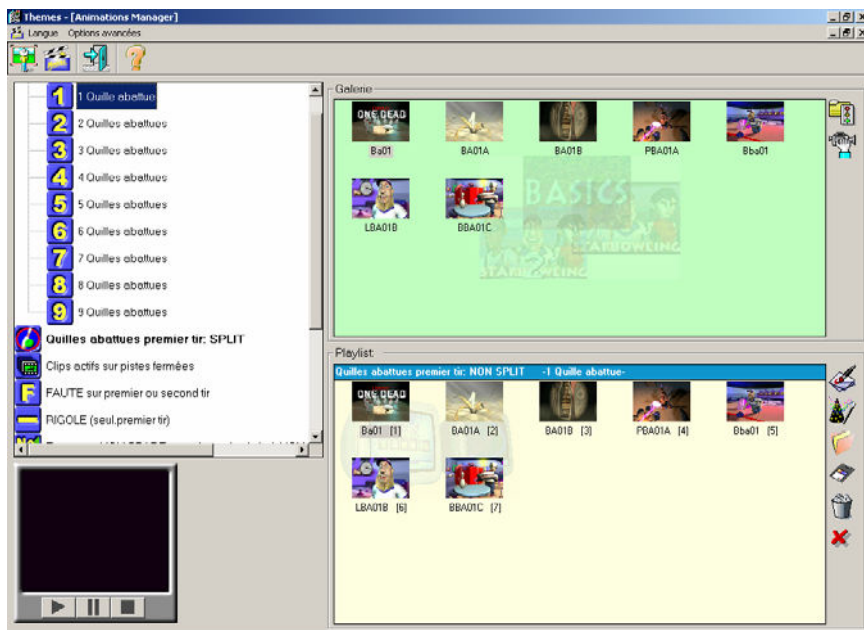 Themes - [Animations Manager]
Langue Options avancées
1 Quille abattue
2 Quilles abattues
3 Quilles abattues
4 Quilles abattues
5 Quilles abattues
6 Quilles abattues
7 Quilles abattues
8 Quilles abattues
9 Quilles abattues
Quilles abattues premier tir: SPLIT
Clips actifs sur pistes fermées
FAUTE sur premier ou second tir
RIGOLE (seul.premier tir)
Galerie
ONE DEAD
Ba01 BA01A BA01B PBA01A Bba01
LBA01B BBA01C
BASICS
STARBOWLING
STARBOWLING 2
Playlist
Quilles abattues premier tir: NON SPLIT -1 Quille abattue-
ONE DEAD
Ba01 [1] BA01A [2] BA01B [3] PBA01A [4] Bba01 [5]
LBA01B [6] BBA01C [7]